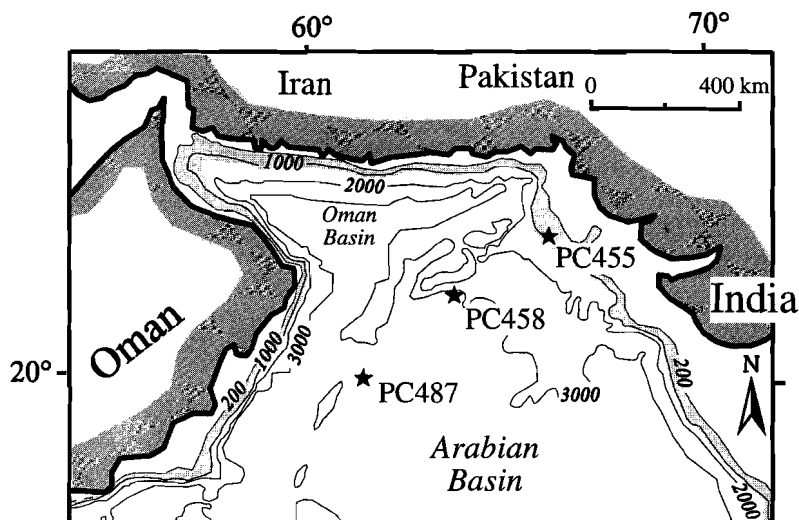 60°
70°
Iran
Pakistan
0
400 km
1000
2000
Oman
Basin
PC455
India
PC458
Oman
200
1000
3000
20°
PC487
3000
200
N
Arabian
Basin
2000